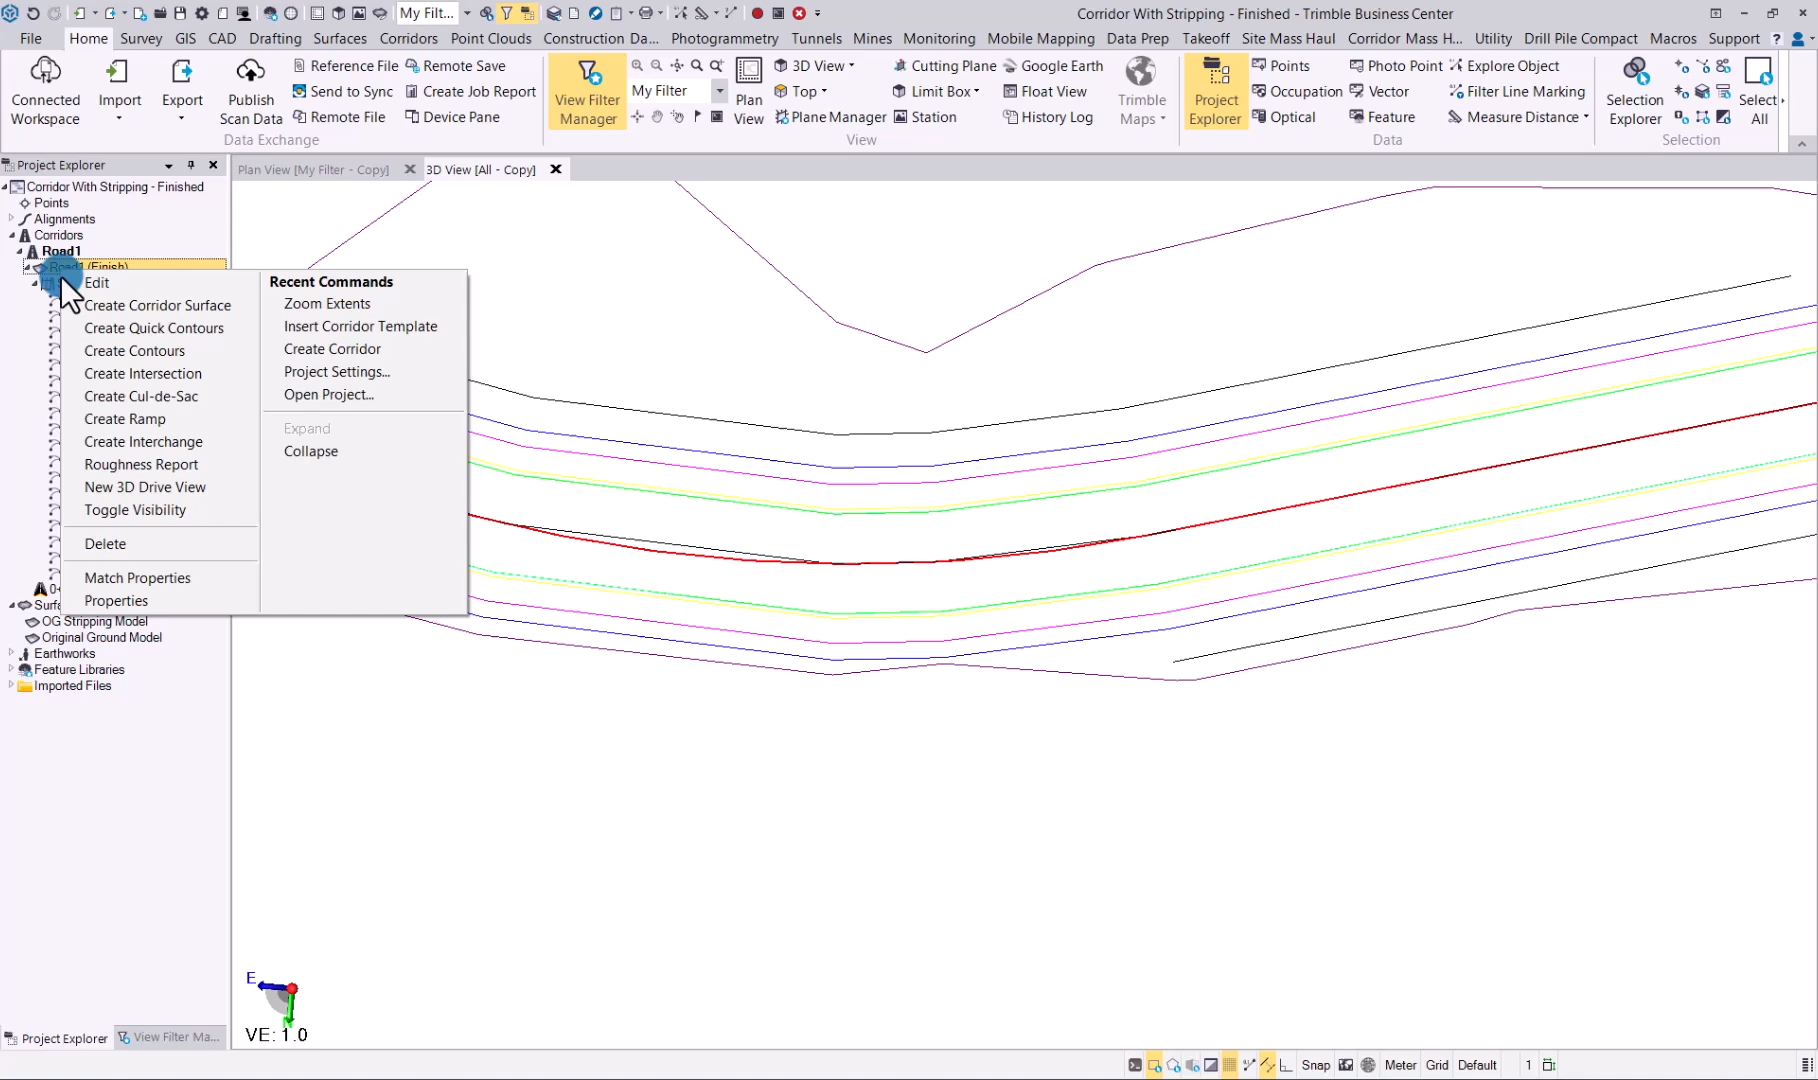 My Filt...
Corridor With Stripping - Finished - Trimble Business Center
File Home Survey GIS CAD Drafting Surfaces Corridors Point Clouds Construction Da... Photogrammetry Tunnels Mines Monitoring Mobile Mapping Data Prep Takeoff Site Mass Haul Corridor Mass H... Utility Drill Pile Compact Macros Support
Connected Workspace
Import
Export
Publish Scan Data
Reference File
Send to Sync
Remote File
Remote Save
Create Job Report
Device Pane
Data Exchange
View Filter Manager
My Filter
Plan View
3D View
Top
Plane Manager
Cutting Plane
Limit Box
Station
Google Earth
Float View
History Log
Trimble Maps
View
Project Explorer
Points
Occupation
Optical
Photo Point
Vector
Feature
Explore Object
Filter Line Marking
Measure Distance
Data
Selection Explorer
Select All
Selection
Project Explorer
Plan View [My Filter - Copy]
3D View [All - Copy]
Corridor With Stripping - Finished
Points
Alignments
Corridors
Road1
Road1 (Finish)
Edit
Create Corridor Surface
Create Quick Contours
Create Contours
Create Intersection
Create Cul-de-Sac
Create Ramp
Create Interchange
Roughness Report
New 3D Drive View
Toggle Visibility
Delete
Match Properties
Properties
Recent Commands
Zoom Extents
Insert Corridor Template
Create Corridor
Project Settings...
Open Project...
Expand
Collapse
OG Stripping Model
Original Ground Model
Earthworks
Feature Libraries
Imported Files
E
VE: 1.0
Project Explorer
View Filter Ma...
Snap
Meter
Grid
Default
1